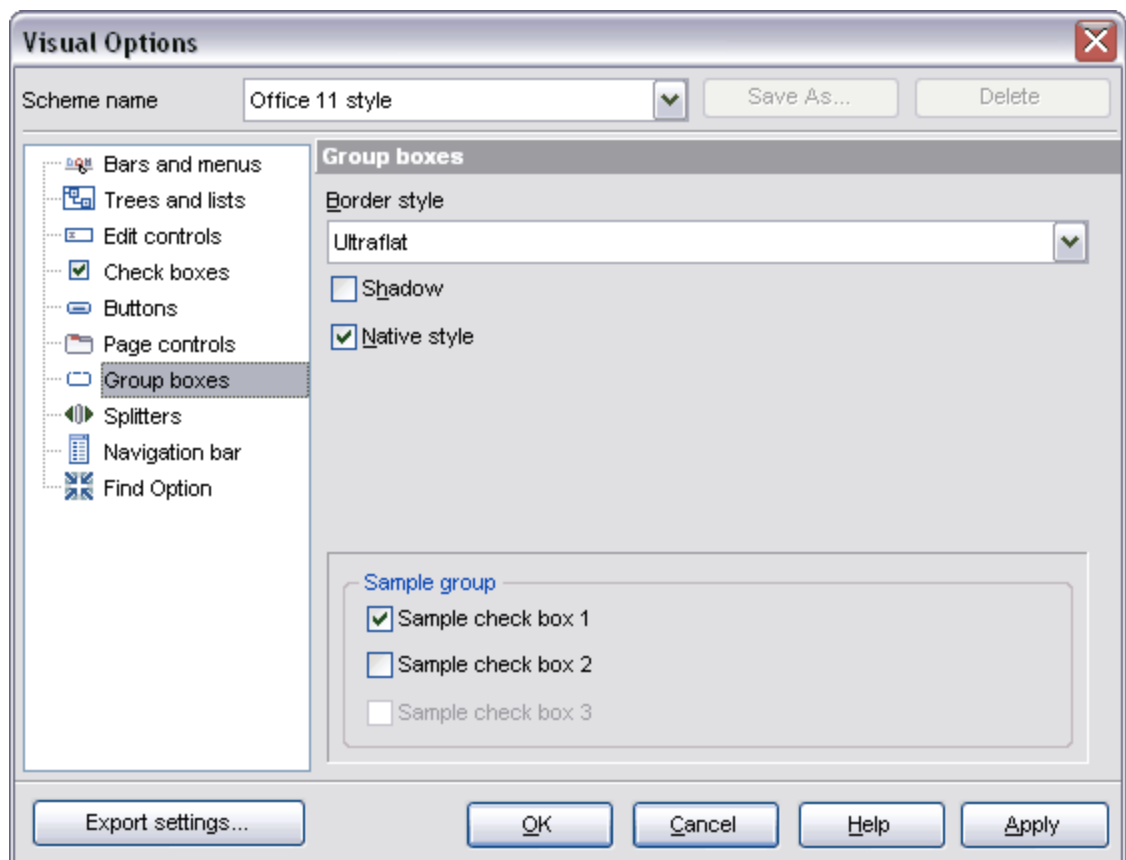 Visual Options
Scheme name
Office 11 style
Save As...
Delete
Bars and menus
Trees and lists
Edit controls
Check boxes
Buttons
Page controls
Group boxes
Splitters
Navigation bar
Find Option
Group boxes
Border style
Ultraflat
Shadow
Native style
Sample group
Sample check box 1
Sample check box 2
Sample check box 3
Export settings...
OK
Cancel
Help
Apply